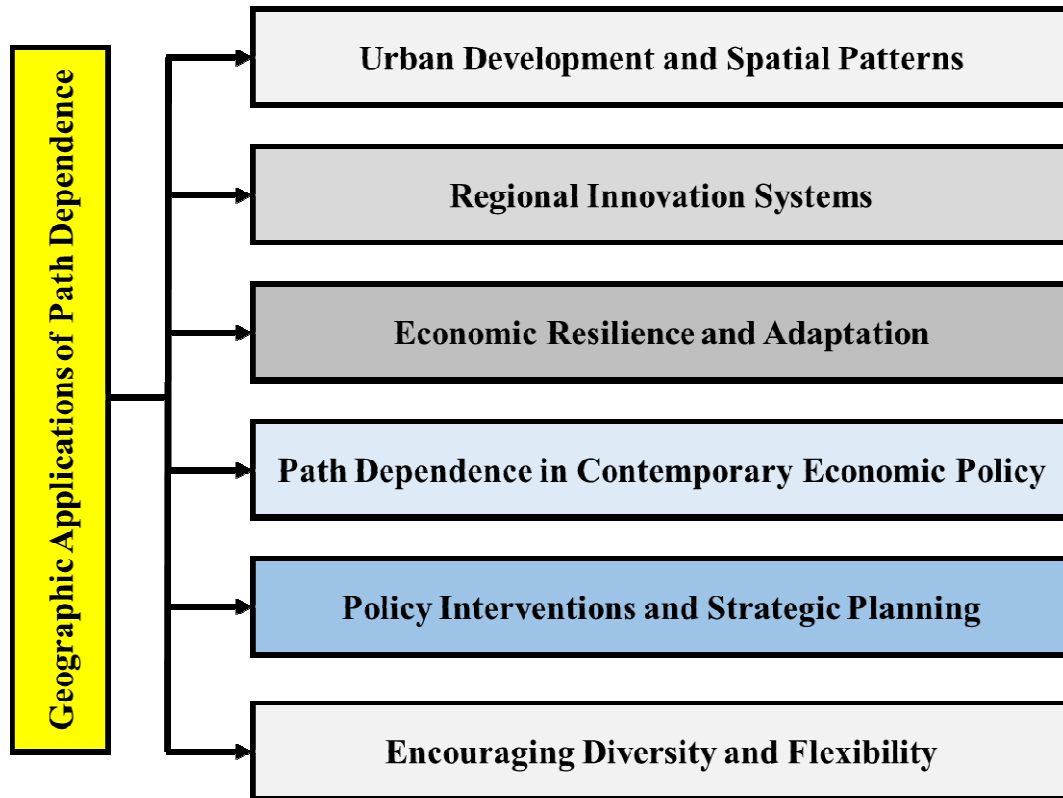 Geographic Applications of Path Dependence
Urban Development and Spatial Patterns
Regional Innovation Systems
Economic Resilience and Adaptation
Path Dependence in Contemporary Economic Policy
Policy Interventions and Strategic Planning
Encouraging Diversity and Flexibility